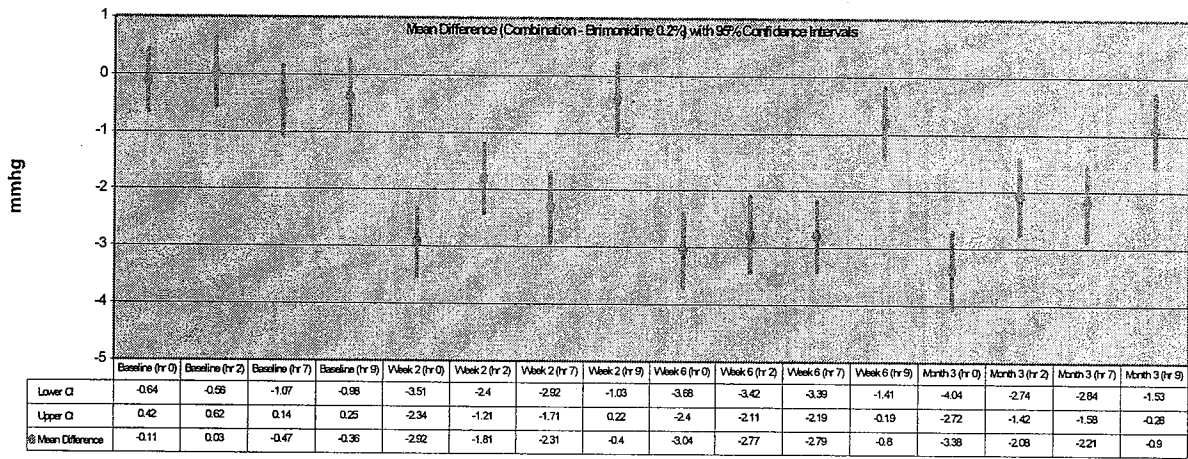 Mean Difference (Combination - Brimonidine 0.2%) with 95% Confidence Intervals
mmhg
1
0
-1
-2
-3
-4
-5
Baseline (hr 0) Baseline (hr 2) Baseline (hr 7) Baseline (hr 9) Week 2 (hr 0) Week 2 (hr 2) Week 2 (hr 7) Week 2 (hr 9) Week 6 (hr 0) Week 6 (hr 2) Week 6 (hr 7) Week 6 (hr 9) Month 3 (hr 0) Month 3 (hr 2) Month 3 (hr 7) Month 3 (hr 9)
Lower CI -0.64 -0.56 -1.07 -0.98 -3.51 -2.4 -2.92 -1.03 -3.68 -3.42 -3.39 -1.41 -4.04 -2.74 -2.84 -1.53
Upper CI 0.42 0.62 0.14 0.25 -2.34 -1.21 -1.71 0.22 -2.4 -2.11 -2.19 -0.19 -2.72 -1.42 -1.58 -0.26
Mean Difference -0.11 0.03 -0.47 -0.36 -2.92 -1.81 -2.31 -0.4 -3.04 -2.77 -2.79 -0.8 -3.38 -2.08 -2.21 -0.9